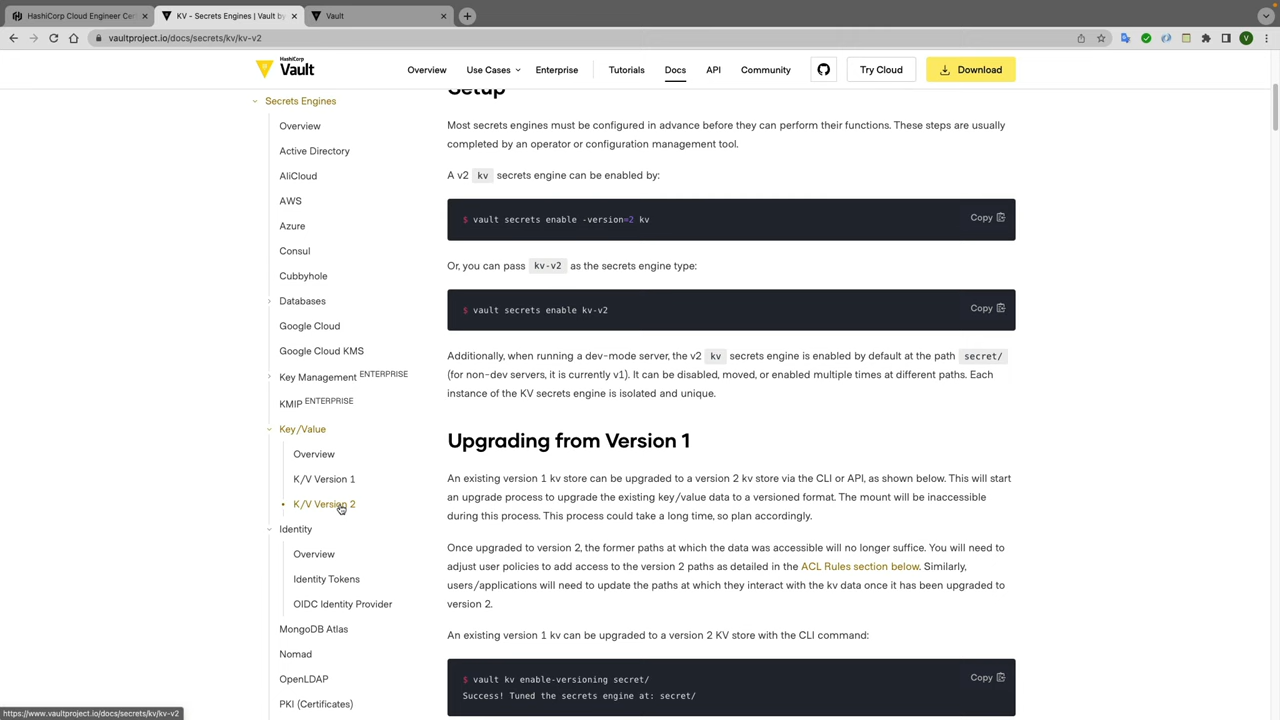 HashiCorp Cloud Engineer Cer
KV - Secrets Engines | Vault by
Vault
vaultproject.io/docs/secrets/kv/kv-v2
V
HashiCorp
Vault
Overview
Use Cases
Enterprise
Tutorials
Docs
API
Community
Try Cloud
Download
Secrets Engines
Overview
Active Directory
AliCloud
AWS
Azure
Consul
Cubbyhole
Databases
Google Cloud
Google Cloud KMS
Key Management ENTERPRISE
KMIP ENTERPRISE
Key/Value
Overview
K/V Version 1
K/V Version 2
Identity
Overview
Identity Tokens
OIDC Identity Provider
MongoDB Atlas
Nomad
OpenLDAP
PKI (Certificates)
Setup
Most secrets engines must be configured in advance before they can perform their functions. These steps are usually
completed by an operator or configuration management tool.
A v2 kv secrets engine can be enabled by:
$ vault secrets enable -version=2 kv
Copy
Or, you can pass kv-v2 as the secrets engine type:
$ vault secrets enable kv-v2
Copy
Additionally, when running a dev-mode server, the v2 kv secrets engine is enabled by default at the path secret/
(for non-dev servers, it is currently v1). It can be disabled, moved, or enabled multiple times at different paths. Each
instance of the KV secrets engine is isolated and unique.
Upgrading from Version 1
An existing version 1 kv store can be upgraded to a version 2 kv store via the CLI or API, as shown below. This will start
an upgrade process to upgrade the existing key/value data to a versioned format. The mount will be inaccessible
during this process. This process could take a long time, so plan accordingly.
Once upgraded to version 2, the former paths at which the data was accessible will no longer suffice. You will need to
adjust user policies to add access to the version 2 paths as detailed in the ACL Rules section below. Similarly,
users/applications will need to update the paths at which they interact with the kv data once it has been upgraded to
version 2.
An existing version 1 kv can be upgraded to a version 2 KV store with the CLI command:
$ vault kv enable-versioning secret/
Success! Tuned the secrets engine at: secret/
Copy
https://www.vaultproject.io/docs/secrets/kv/kv-v2